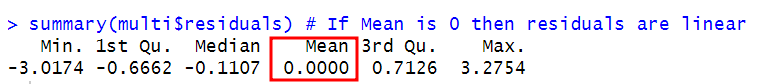 > summary(multi$residuals) # If Mean is 0 then residuals are linear
Min. 1st Qu. Median Mean 3rd Qu. Max.
-3.0174 -0.6662 -0.1107 0.0000 0.7126 3.2754